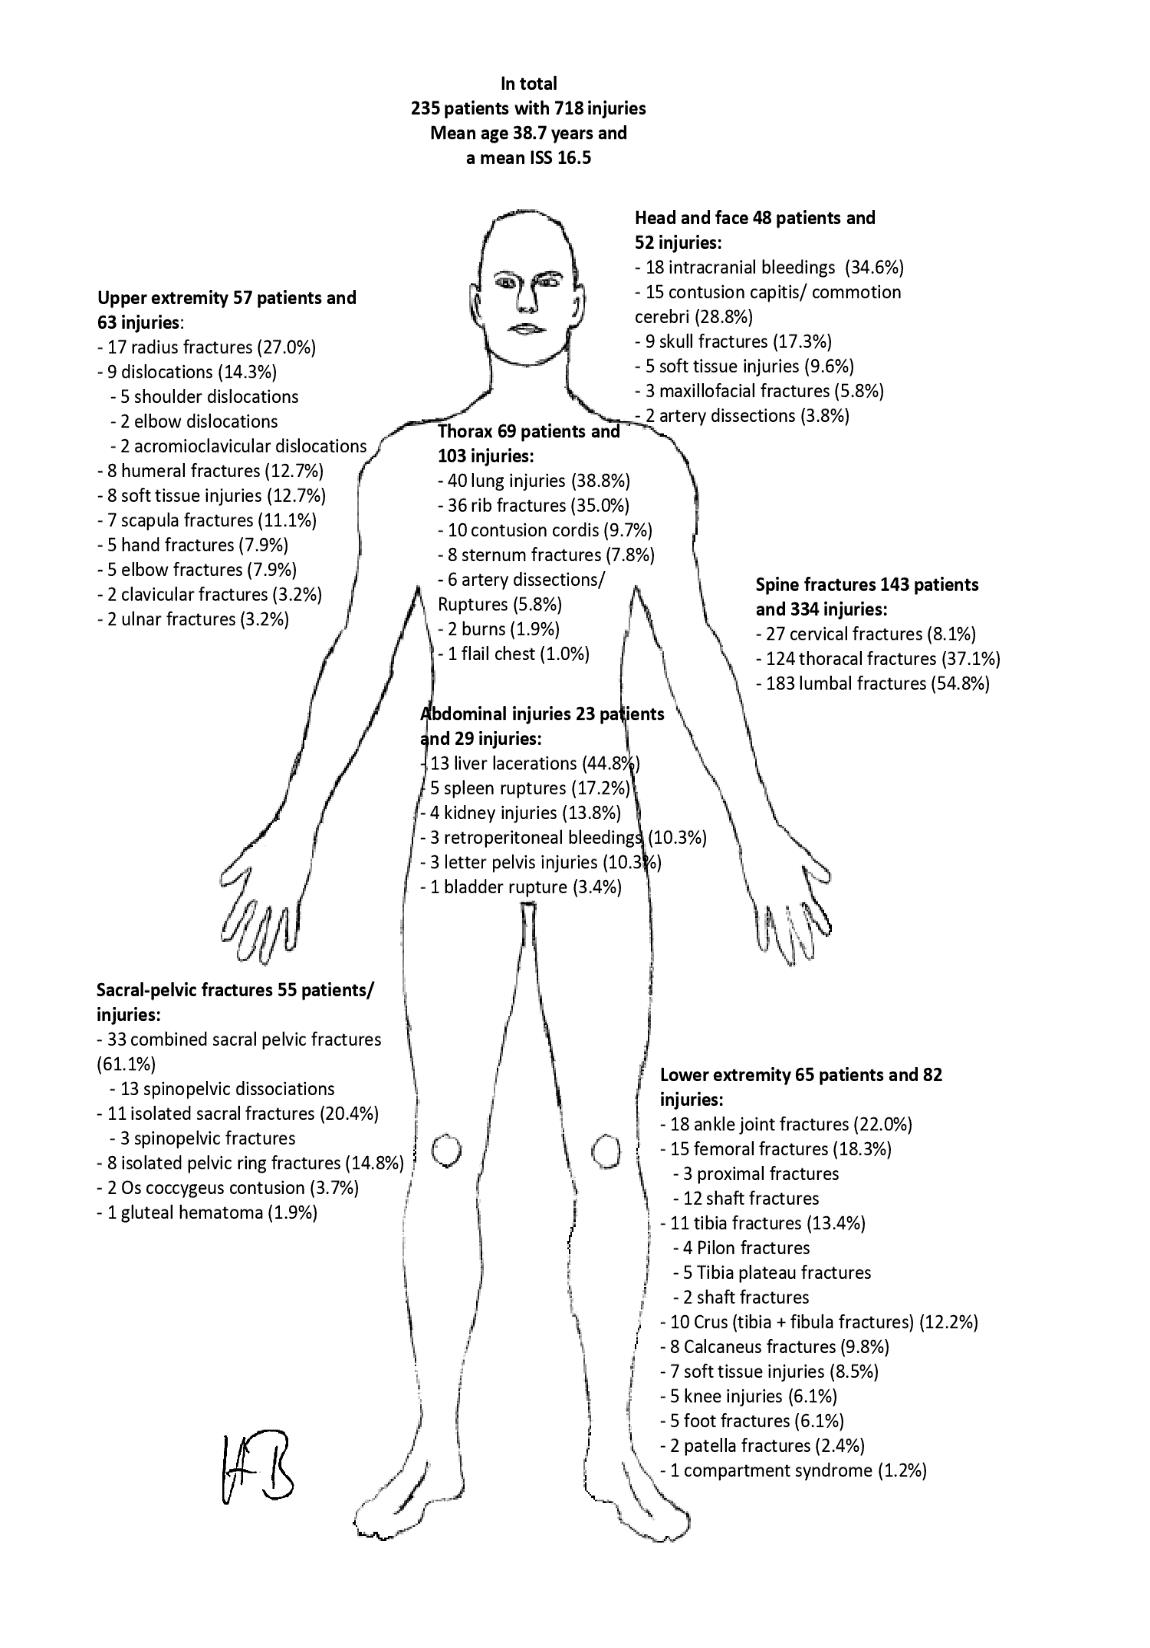 In total
235 patients with 718 injuries
Mean age 38.7 years and
a mean ISS 16.5
Head and face 48 patients and
52 injuries:
- 18 intracranial bleedings (34.6%)
- 15 contusion capitis/ commotion
cerebri (28.8%)
- 9 skull fractures (17.3%)
- 5 soft tissue injuries (9.6%)
- 3 maxillofacial fractures (5.8%)
- 2 artery dissections (3.8%)
Upper extremity 57 patients and
63 injuries:
- 17 radius fractures (27.0%)
- 9 dislocations (14.3%)
- 5 shoulder dislocations
- 2 elbow dislocations
- 2 acromioclavicular dislocations
- 8 humeral fractures (12.7%)
- 8 soft tissue injuries (12.7%)
- 7 scapula fractures (11.1%)
- 5 hand fractures (7.9%)
- 5 elbow fractures (7.9%)
- 2 clavicular fractures (3.2%)
- 2 ulnar fractures (3.2%)
Thorax 69 patients and
103 injuries:
- 40 lung injuries (38.8%)
- 36 rib fractures (35.0%)
- 10 contusion cordis (9.7%)
- 8 sternum fractures (7.8%)
- 6 artery dissections/
Ruptures (5.8%)
- 2 burns (1.9%)
- 1 flail chest (1.0%)
Spine fractures 143 patients
and 334 injuries:
- 27 cervical fractures (8.1%)
- 124 thoracal fractures (37.1%)
- 183 lumbal fractures (54.8%)
Abdominal injuries 23 patients
and 29 injuries:
- 13 liver lacerations (44.8%)
- 5 spleen ruptures (17.2%)
- 4 kidney injuries (13.8%)
- 3 retroperitoneal bleedings (10.3%)
- 3 letter pelvis injuries (10.3%)
- 1 bladder rupture (3.4%)
Sacral-pelvic fractures 55 patients/
injuries:
- 33 combined sacral pelvic fractures
(61.1%)
- 13 spinopelvic dissociations
- 11 isolated sacral fractures (20.4%)
- 3 spinopelvic fractures
- 8 isolated pelvic ring fractures (14.8%)
- 2 Os coccygeus contusion (3.7%)
- 1 gluteal hematoma (1.9%)
Lower extremity 65 patients and 82
injuries:
- 18 ankle joint fractures (22.0%)
- 15 femoral fractures (18.3%)
- 3 proximal fractures
- 12 shaft fractures
- 11 tibia fractures (13.4%)
- 4 Pilon fractures
- 5 Tibia plateau fractures
- 2 shaft fractures
- 10 Crus (tibia + fibula fractures) (12.2%)
- 8 Calcaneus fractures (9.8%)
- 7 soft tissue injuries (8.5%)
- 5 knee injuries (6.1%)
- 5 foot fractures (6.1%)
- 2 patella fractures (2.4%)
- 1 compartment syndrome (1.2%)
HB